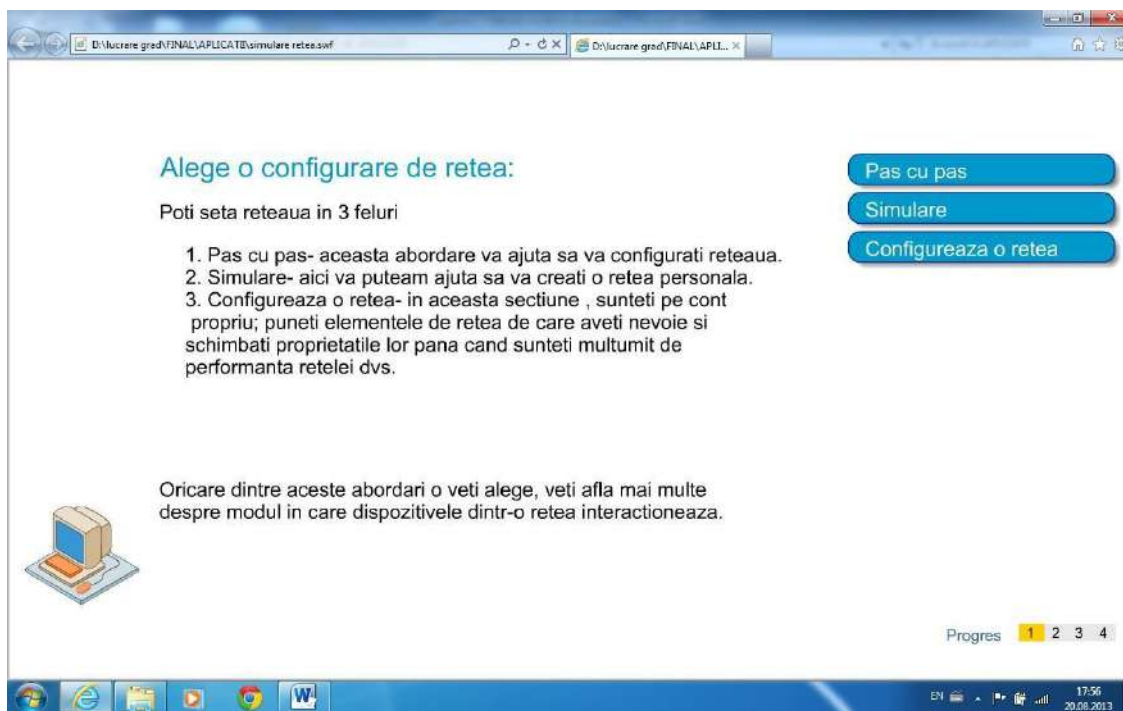 D:\lucrare grad\FINAL\APLICATII\simulare retea.swf
D:\lucrare grad\FINAL\APLI...
Alege o configurare de retea:
Poti seta reteaua in 3 feluri
1. Pas cu pas- aceasta abordare va ajuta sa va configurati reteaua.
2. Simulare- aici va puteam ajuta sa va creati o retea personala.
3. Configureaza o retea- in aceasta sectiune , sunteti pe cont
propriu; puneti elementele de retea de care aveti nevoie si
schimbati proprietatile lor pana cand sunteti multumit de
performanta retelei dvs.
Oricare dintre aceste abordari o veti alege, veti afla mai multe
despre modul in care dispozitivele dintr-o retea interactioneaza.
Pas cu pas
Simulare
Configureaza o retea
Progres 1 2 3 4
EN
17:56
20.08.2013